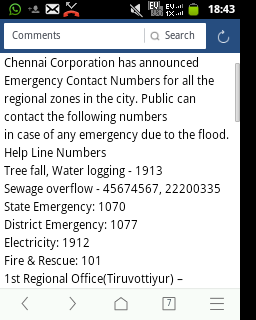 18:43
Comments Search
Chennai Corporation has announced
Emergency Contact Numbers for all the
regional zones in the city. Public can
contact the following numbers
in case of any emergency due to the flood.
Help Line Numbers
Tree fall, Water logging - 1913
Sewage overflow - 45674567, 22200335
State Emergency: 1070
District Emergency: 1077
Electricity: 1912
Fire & Rescue: 101
1st Regional Office(Tiruvottiyur) –
7